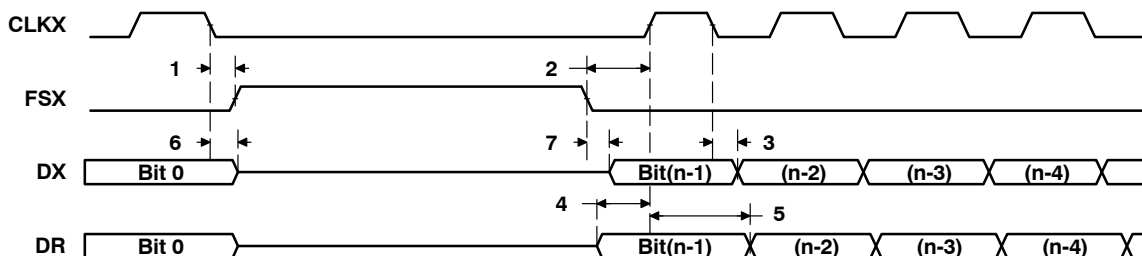 CLKX
1 2
FSX
6 7 3
DX Bit 0 Bit(n-1) (n-2) (n-3) (n-4)
4 5
DR Bit 0 Bit(n-1) (n-2) (n-3) (n-4)